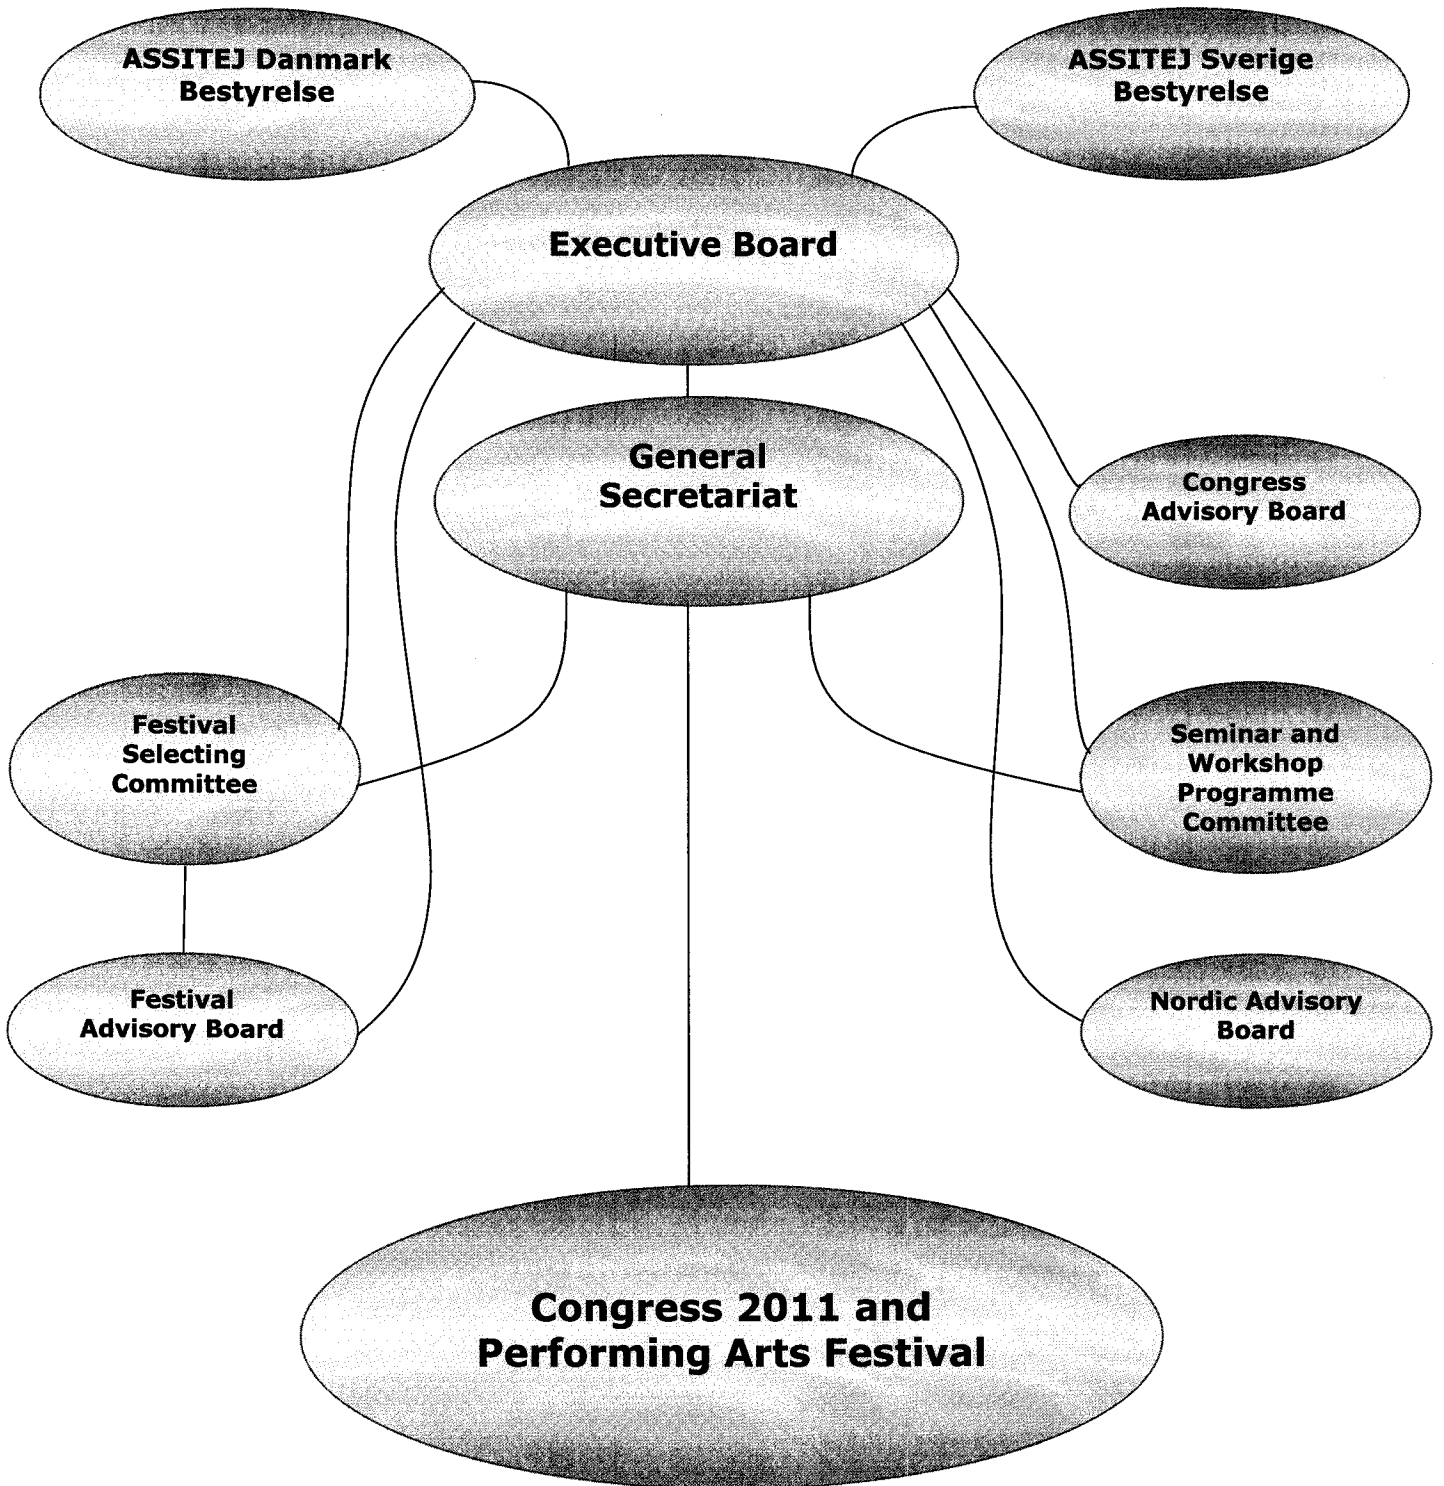 ASSITEJ Danmark
Bestyrelse
ASSITEJ Sverige
Bestyrelse
Executive Board
General
Secretariat
Congress
Advisory Board
Festival
Selecting
Committee
Seminar and
Workshop
Programme
Committee
Festival
Advisory Board
Nordic Advisory
Board
Congress 2011 and
Performing Arts Festival